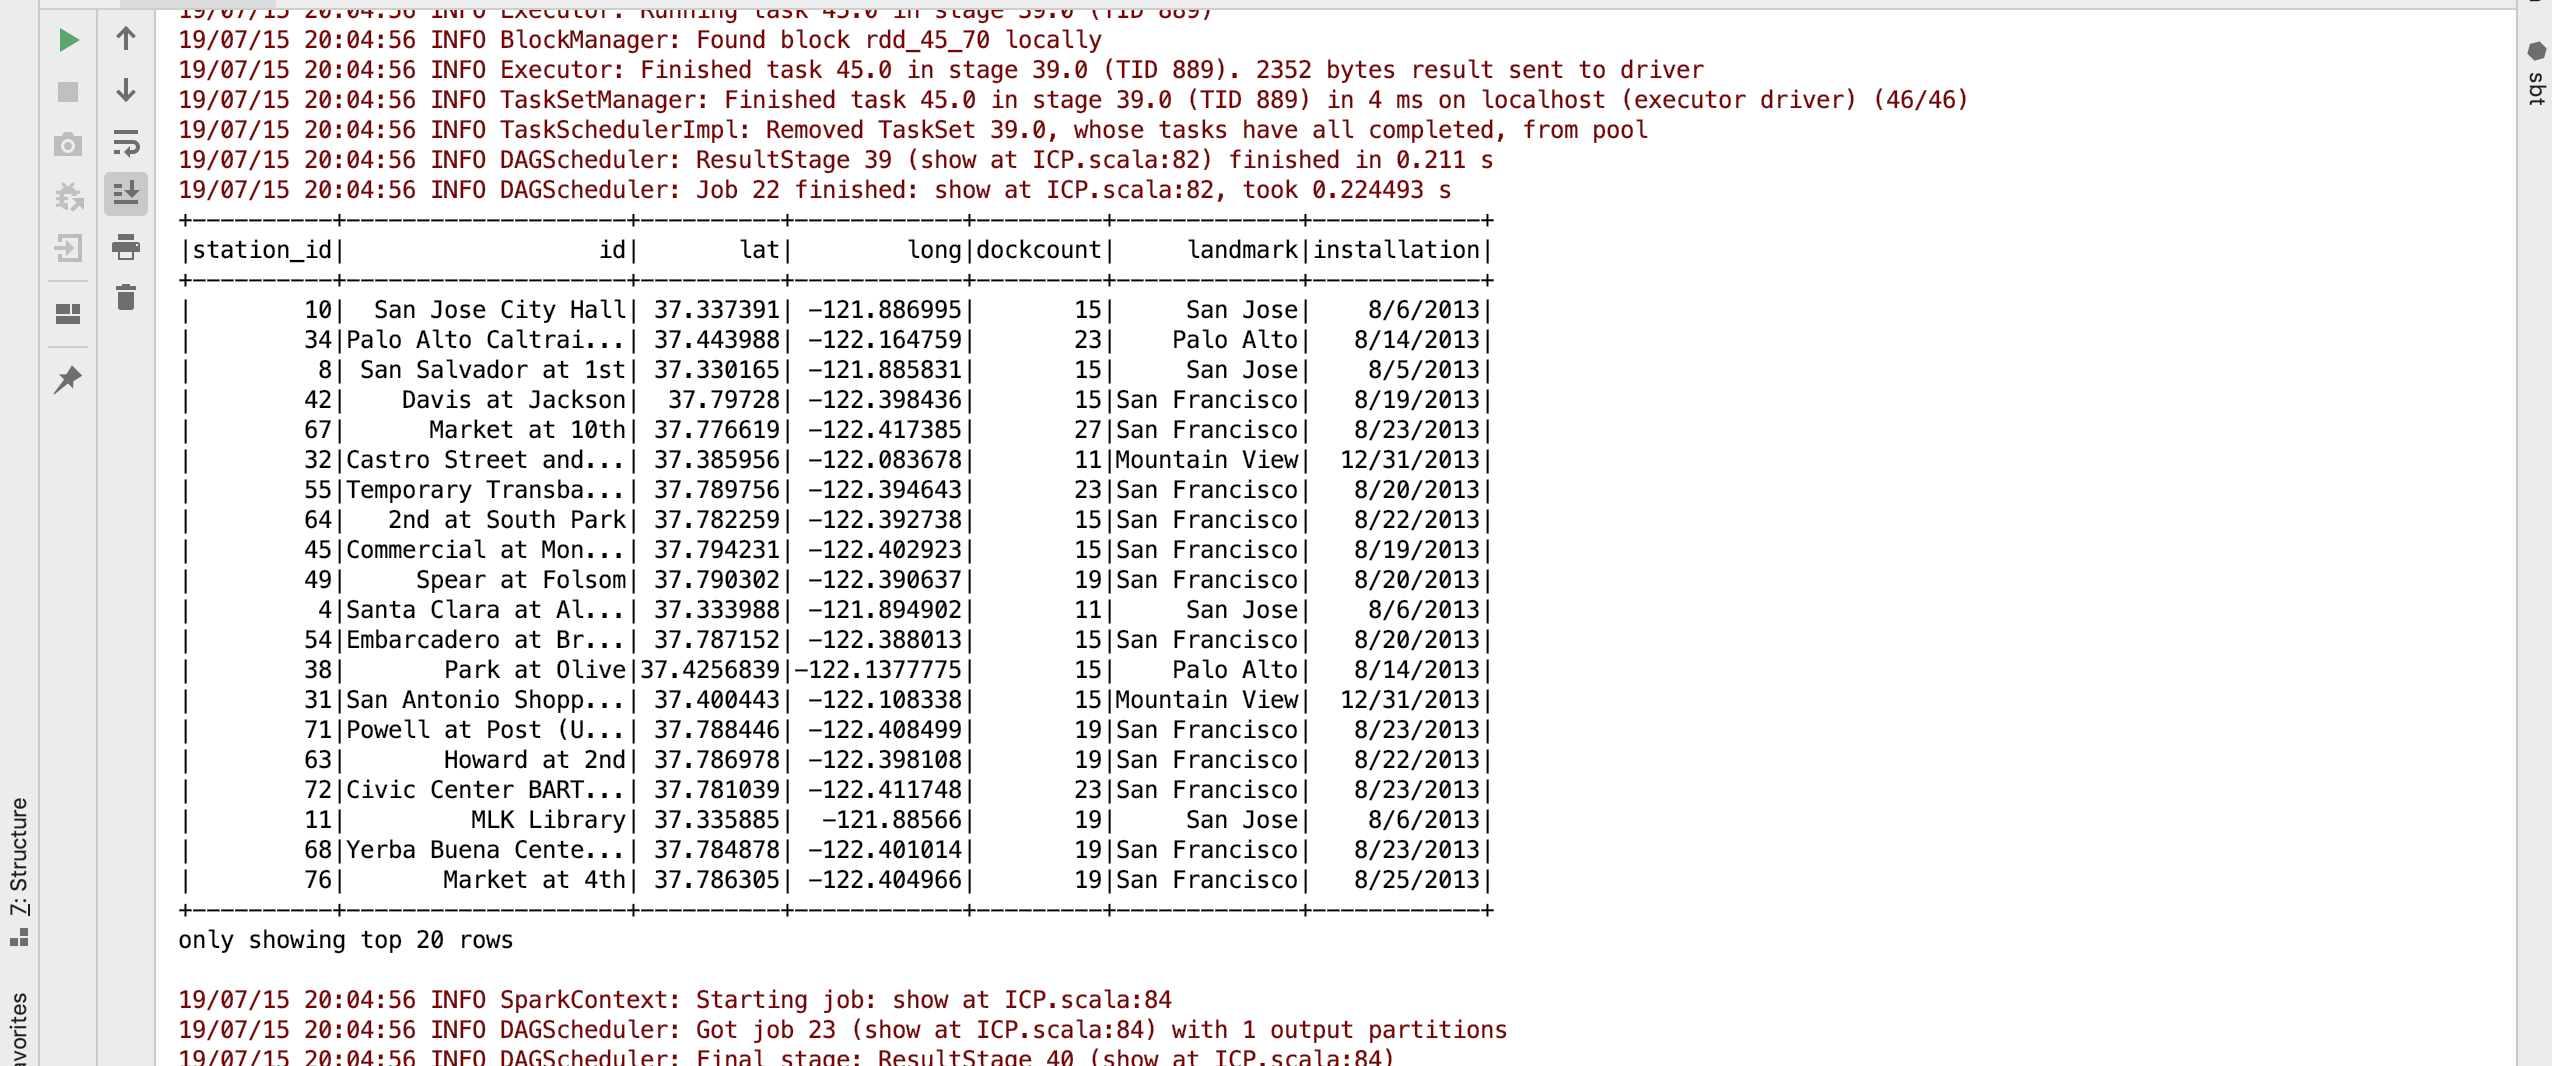 19/07/15 20:04:56 INFO Executor: Running task 45.0 in stage 39.0 (TID 889)
19/07/15 20:04:56 INFO BlockManager: Found block rdd_45_70 locally
19/07/15 20:04:56 INFO Executor: Finished task 45.0 in stage 39.0 (TID 889). 2352 bytes result sent to driver
19/07/15 20:04:56 INFO TaskSetManager: Finished task 45.0 in stage 39.0 (TID 889) in 4 ms on localhost (executor driver) (46/46)
19/07/15 20:04:56 INFO TaskSchedulerImpl: Removed TaskSet 39.0, whose tasks have all completed, from pool
19/07/15 20:04:56 INFO DAGScheduler: ResultStage 39 (show at ICP.scala:82) finished in 0.211 s
19/07/15 20:04:56 INFO DAGScheduler: Job 22 finished: show at ICP.scala:82, took 0.224493 s
+----------+--------------------+----------+------------+---------+-------------+------------+
|station_id|                  id|       lat|        long|dockcount|     landmark|installation|
+----------+--------------------+----------+------------+---------+-------------+------------+
|        10|  San Jose City Hall| 37.337391| -121.886995|       15|     San Jose|    8/6/2013|
|        34|Palo Alto Caltrai...| 37.443988| -122.164759|       23|    Palo Alto|   8/14/2013|
|         8| San Salvador at 1st| 37.330165| -121.885831|       15|     San Jose|    8/5/2013|
|        42|    Davis at Jackson|  37.79728| -122.398436|       15|San Francisco|   8/19/2013|
|        67|      Market at 10th| 37.776619| -122.417385|       27|San Francisco|   8/23/2013|
|        32|Castro Street and...| 37.385956| -122.083678|       11|Mountain View|  12/31/2013|
|        55|Temporary Transba...| 37.789756| -122.394643|       23|San Francisco|   8/20/2013|
|        64|   2nd at South Park| 37.782259| -122.392738|       15|San Francisco|   8/22/2013|
|        45|Commercial at Mon...| 37.794231| -122.402923|       15|San Francisco|   8/19/2013|
|        49|     Spear at Folsom| 37.790302| -122.390637|       19|San Francisco|   8/20/2013|
|         4|Santa Clara at Al...| 37.333988| -121.894902|       11|     San Jose|    8/6/2013|
|        54|Embarcadero at Br...| 37.787152| -122.388013|       15|San Francisco|   8/20/2013|
|        38|       Park at Olive|37.4256839|-122.1377775|       15|    Palo Alto|   8/14/2013|
|        31|San Antonio Shopp...| 37.400443| -122.108338|       15|Mountain View|  12/31/2013|
|        71|Powell at Post (U...| 37.788446| -122.408499|       19|San Francisco|   8/23/2013|
|        63|       Howard at 2nd| 37.786978| -122.398108|       19|San Francisco|   8/22/2013|
|        72|Civic Center BART...| 37.781039| -122.411748|       23|San Francisco|   8/23/2013|
|        11|         MLK Library| 37.335885|  -121.88566|       19|     San Jose|    8/6/2013|
|        68|Yerba Buena Cente...| 37.784878| -122.401014|       19|San Francisco|   8/23/2013|
|        76|       Market at 4th| 37.786305| -122.404966|       19|San Francisco|   8/25/2013|
+----------+--------------------+----------+------------+---------+-------------+------------+
only showing top 20 rows
19/07/15 20:04:56 INFO SparkContext: Starting job: show at ICP.scala:84
19/07/15 20:04:56 INFO DAGScheduler: Got job 23 (show at ICP.scala:84) with 1 output partitions
19/07/15 20:04:56 INFO DAGScheduler: Final stage: ResultStage 40 (show at ICP.scala:84)
7: Structure
sbt